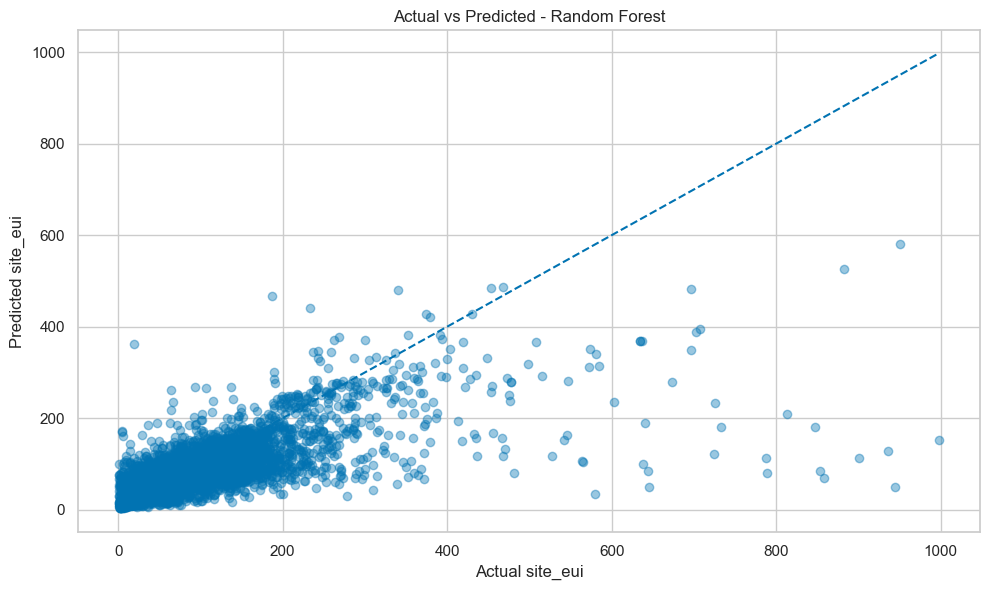 Actual vs Predicted - Random Forest
Predicted site_eui
1000
800
600
400
200
0
0 200 400 600 800 1000
Actual site_eui